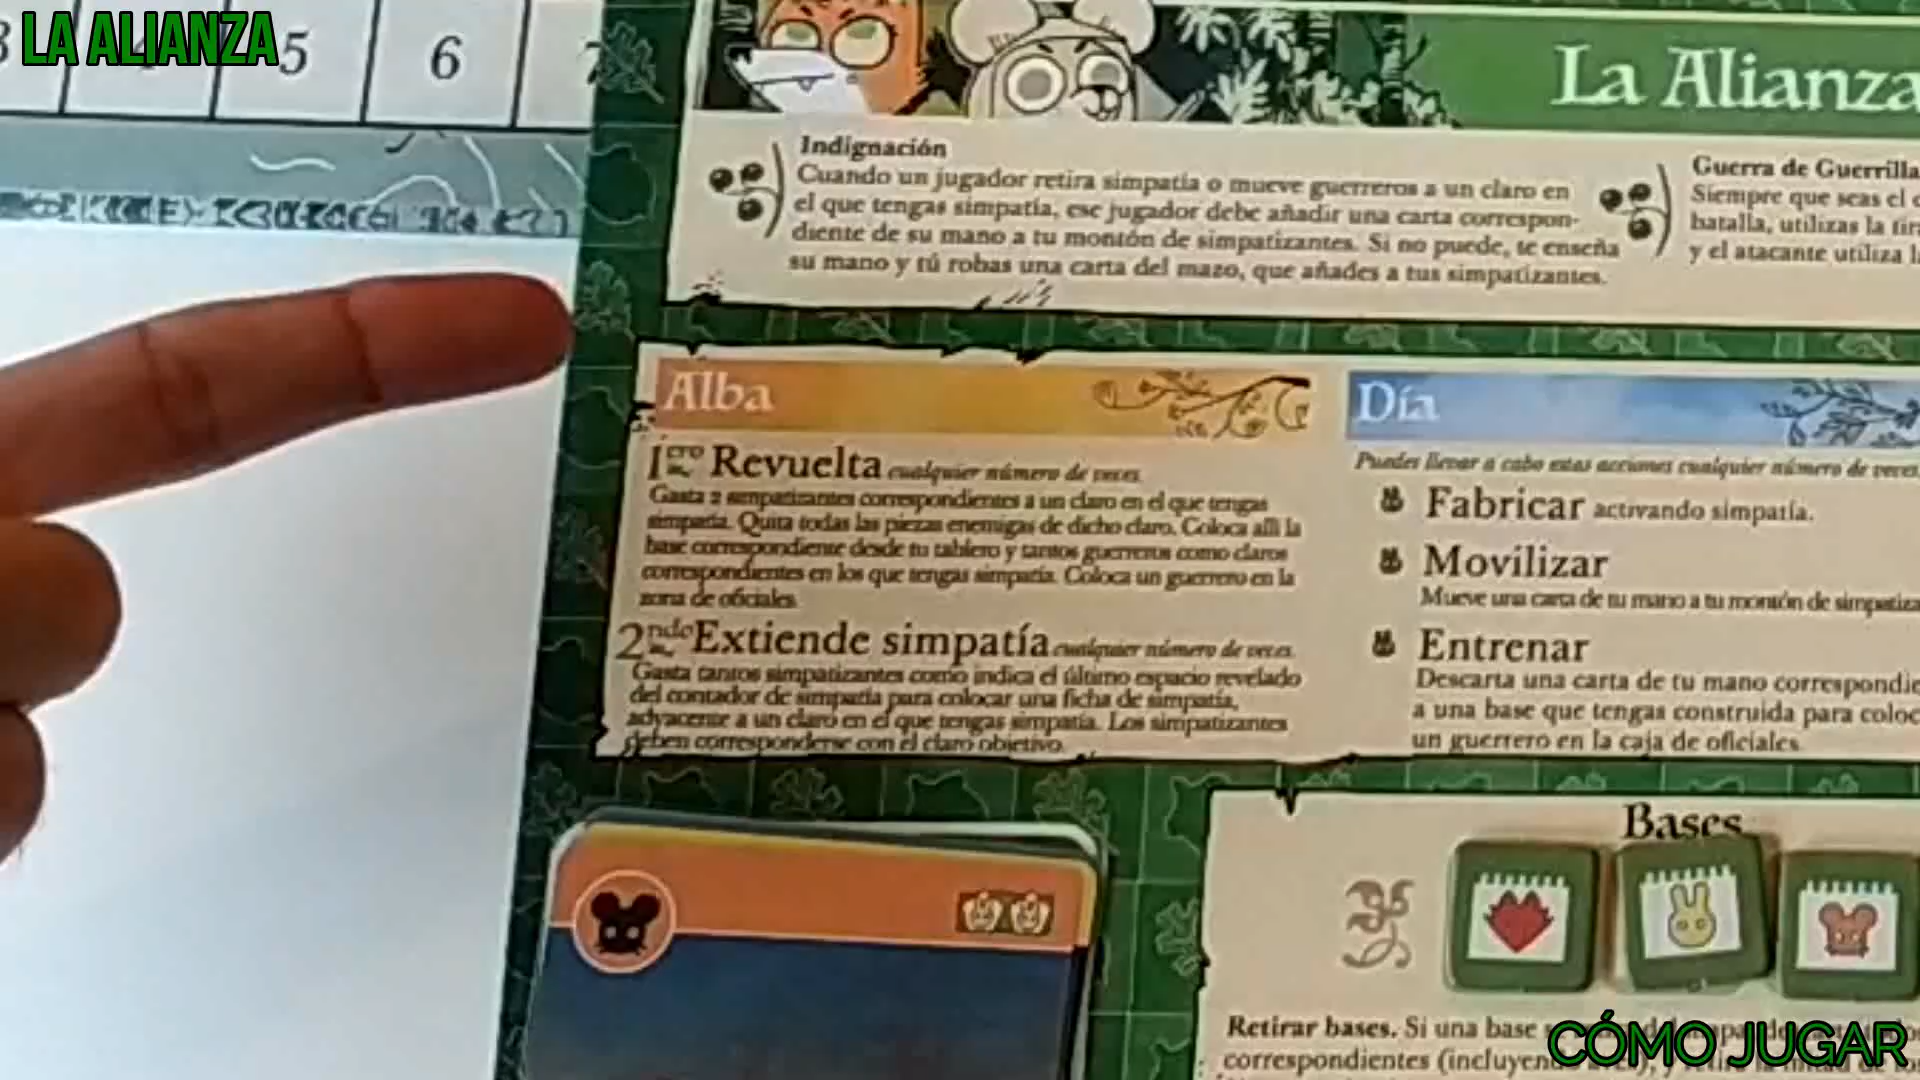 LA ALIANZA
5
6
7
La Alianza
Indignación
Cuando un jugador retira simpatía o mueve guerreros a un claro en
el que tengas simpatía, ese jugador debe añadir una carta correspon-
diente de su mano a tu montón de simpatizantes. Si no puede, te enseña
su mano y tú robas una carta del mazo, que añades a tus simpatizantes.
Guerra de Guerrilla
Siempre que seas el
batalla, utilizas la
y el atacante utiliza
Alba
1ero Revuelta cualquier número de veces.
Gasta 2 simpatizantes correspondientes a un claro en el que tengas
simpatía. Quita todas las piezas enemigas de dicho claro. Coloca allí la
base correspondiente desde tu tablero y tantos guerreros como claros
correspondientes en los que tengas simpatía. Coloca un guerrero en la
zona de oficiales.
2ndo Extiende simpatía cualquier número de veces.
Gasta tantos simpatizantes como indica el último espacio revelado
del contador de simpatía para colocar una ficha de simpatía,
adyacente a un claro en el que tengas simpatía. Los simpatizantes
deben corresponderse con el claro objetivo.
Día
Puedes llevar a cabo estas acciones cualquier número de veces.
Fabricar activando simpatía.
Movilizar
Mueve una carta de tu mano a tu montón de simpatiza
Entrenar
Descarta una carta de tu mano correspondie
a una base que tengas construida para coloc
un guerrero en la caja de oficiales.
Bases
Retirar bases. Si una base
correspondientes
CÓMO JUGAR